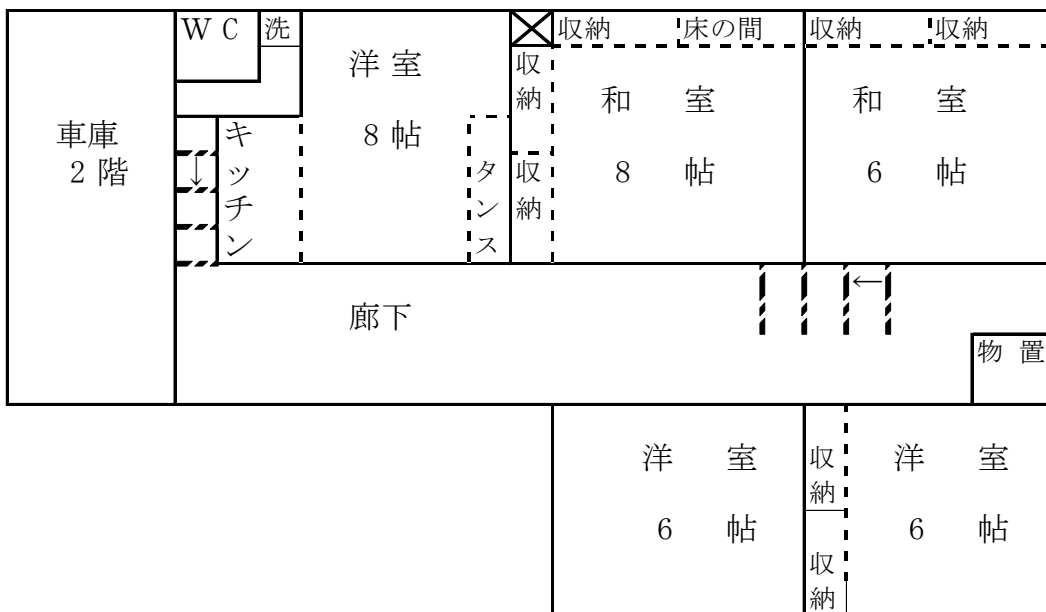 ＷＣ
洗
収納
床の間
収納
収納
洋室
8帖
収納
和室
8帖
和室
6帖
車庫
2階
↓
キッチン
タンス
収納
廊下
←
物置
洋室
6帖
収納
収納
洋室
6帖